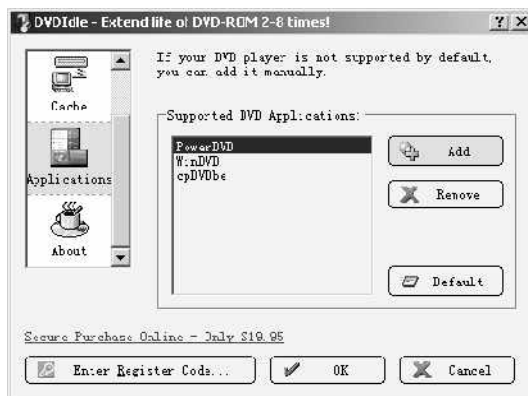 DVDIdle - Extend life of DVD-ROM 2-8 times!
If your DVD player is not supported by default,
you can add it manually.
Cache
Applications
About
Supported DVD Applications:
PowerDVD
WinDVD
cpDVDbe
Add
Remove
Default
Secure Purchase Online - Only $19.95
Enter Register Code...
OK
Cancel